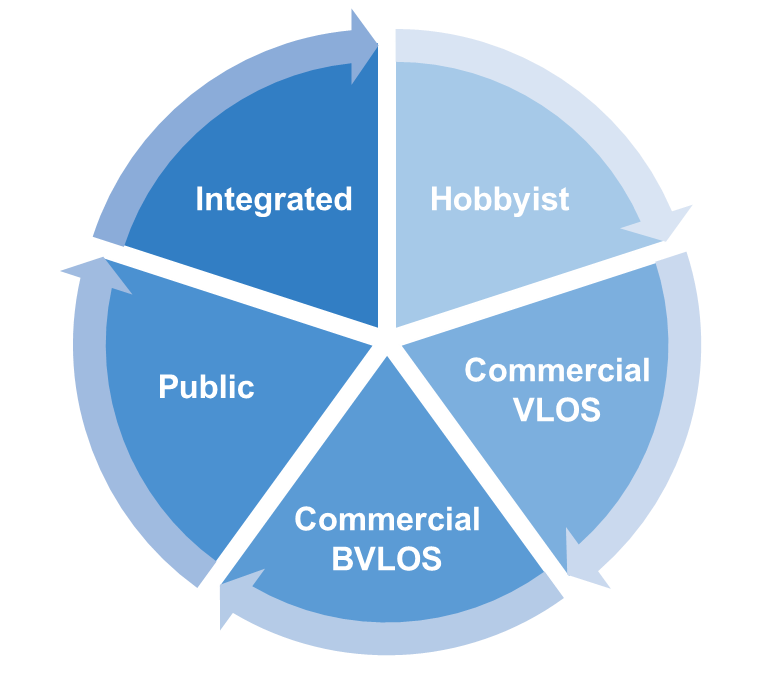 Integrated
Hobbyist
Commercial
VLOS
Public
Commercial
BVLOS